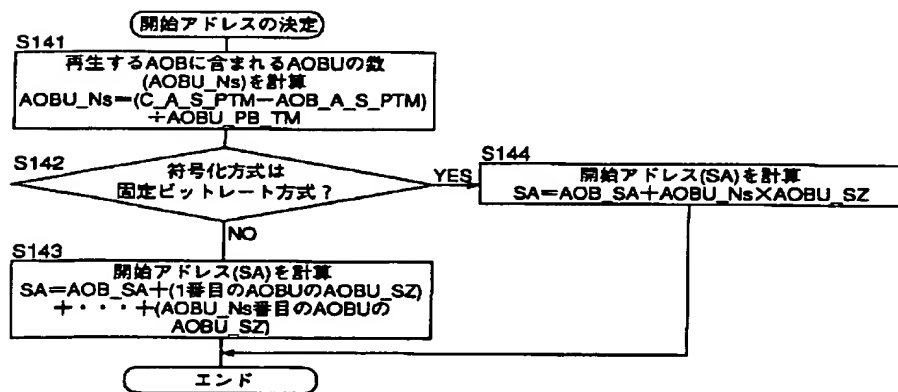 開始アドレスの決定
S141
再生するAOBに含まれるAOBUの数
(AOBU_Ns)を計算
AOBU_Ns=(C_A_S_PTM-AOB_A_S_PTM)
÷AOBU_PB_TM
S142
符号化方式は
固定ビットレート方式?
YES
S144
開始アドレス(SA)を計算
SA=AOB_SA+AOBU_Ns×AOBU_SZ
NO
S143
開始アドレス(SA)を計算
SA=AOB_SA+(1番目のAOBUのAOBU_SZ)
+・・・+(AOBU_Ns番目のAOBUの
AOBU_SZ)
エンド